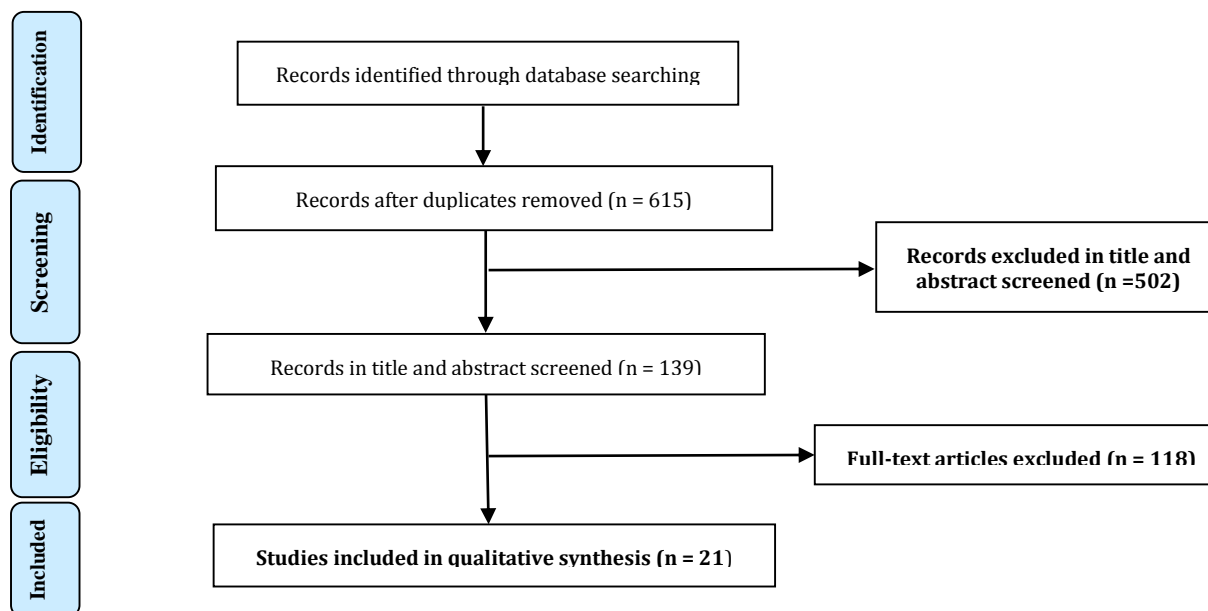 Identification
Records identified through database searching
Records after duplicates removed (n = 615)
Screening
Records excluded in title and
abstract screened (n =502)
Records in title and abstract screened (n = 139)
Eligibility
Full-text articles excluded (n = 118)
Studies included in qualitative synthesis (n = 21)
Included